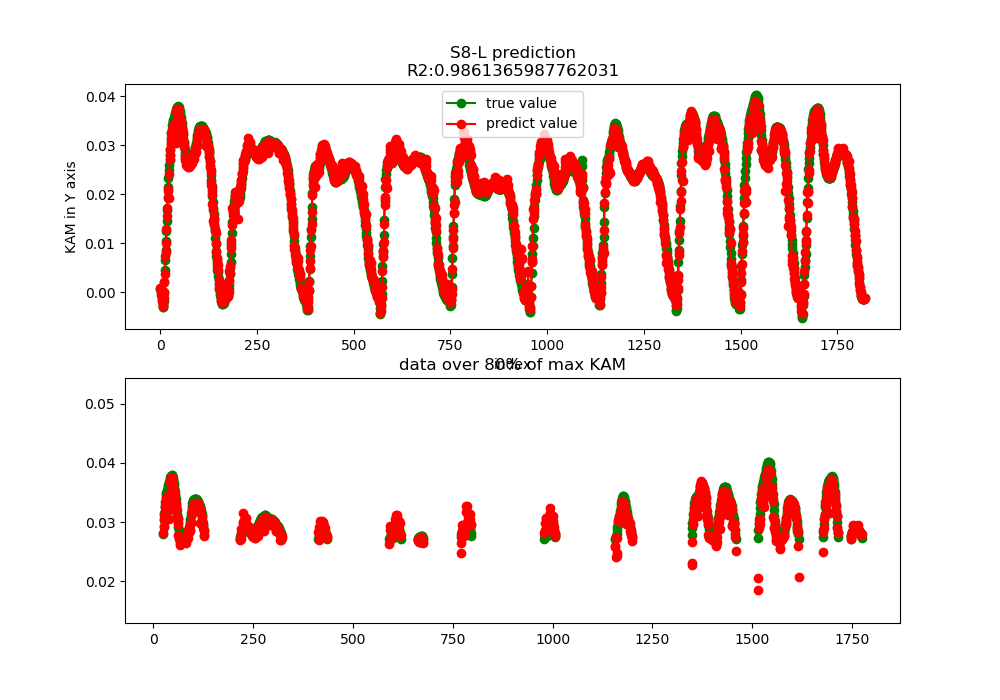 S8-L prediction
R2:0.9861365987762031
true value
predict value
KAM in Y axis
0.04
0.03
0.02
0.01
0.00
0 250 500 750 1000 1250 1500 1750
index
data over 80% of max KAM
0.05
0.04
0.03
0.02
0 250 500 750 1000 1250 1500 1750